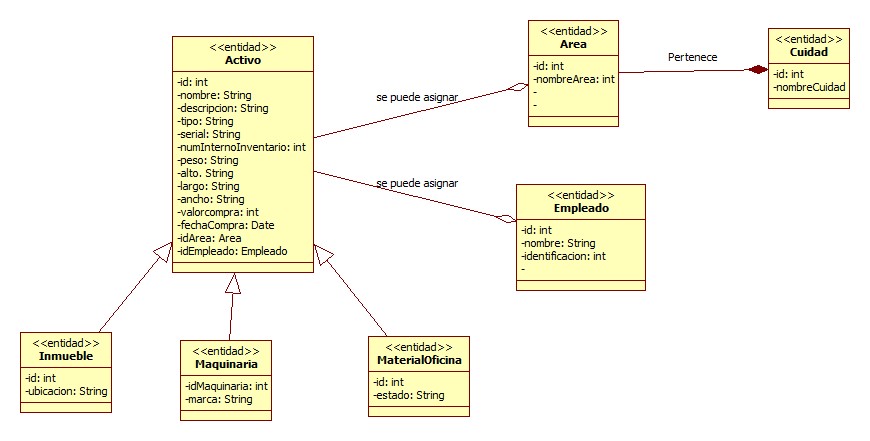 <<entidad>>
Activo
-id: int
-nombre: String
-descripcion: String
-tipo: String
-serial: String
-numInternoInventario: int
-peso: String
-alto. String
-largo: String
-ancho: String
-valorcompra: int
-fechaCompra: Date
-idArea: Area
-idEmpleado: Empleado
se puede asignar
<<entidad>>
Area
-id: int
-nombreArea: int
-
-
Pertenece
<<entidad>>
Cuidad
-id: int
-nombreCuidad
se puede asignar
<<entidad>>
Empleado
-id: int
-nombre: String
-identificacion: int
-
<<entidad>>
Inmueble
-id: int
-ubicacion: String
<<entidad>>
Maquinaria
-idMaquinaria: int
-marca: String
<<entidad>>
MaterialOficina
-id: int
-estado: String